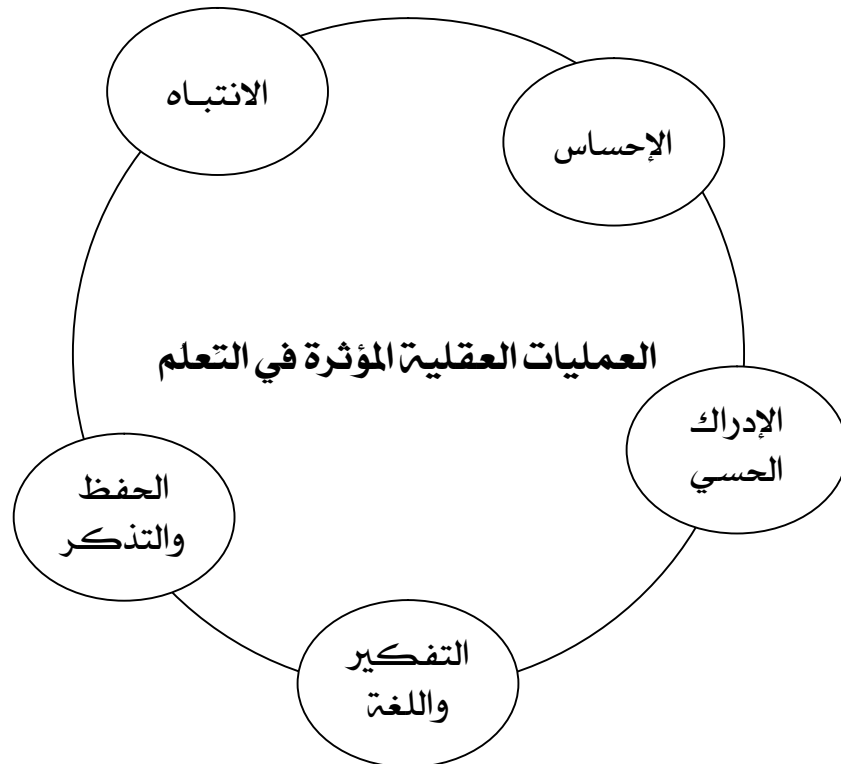 الانتباه
الإحساس
العمليات العقلية المؤثرة في التعلم
الإدراك
الحسي
الحفظ
والتذكر
التفكير
واللغة